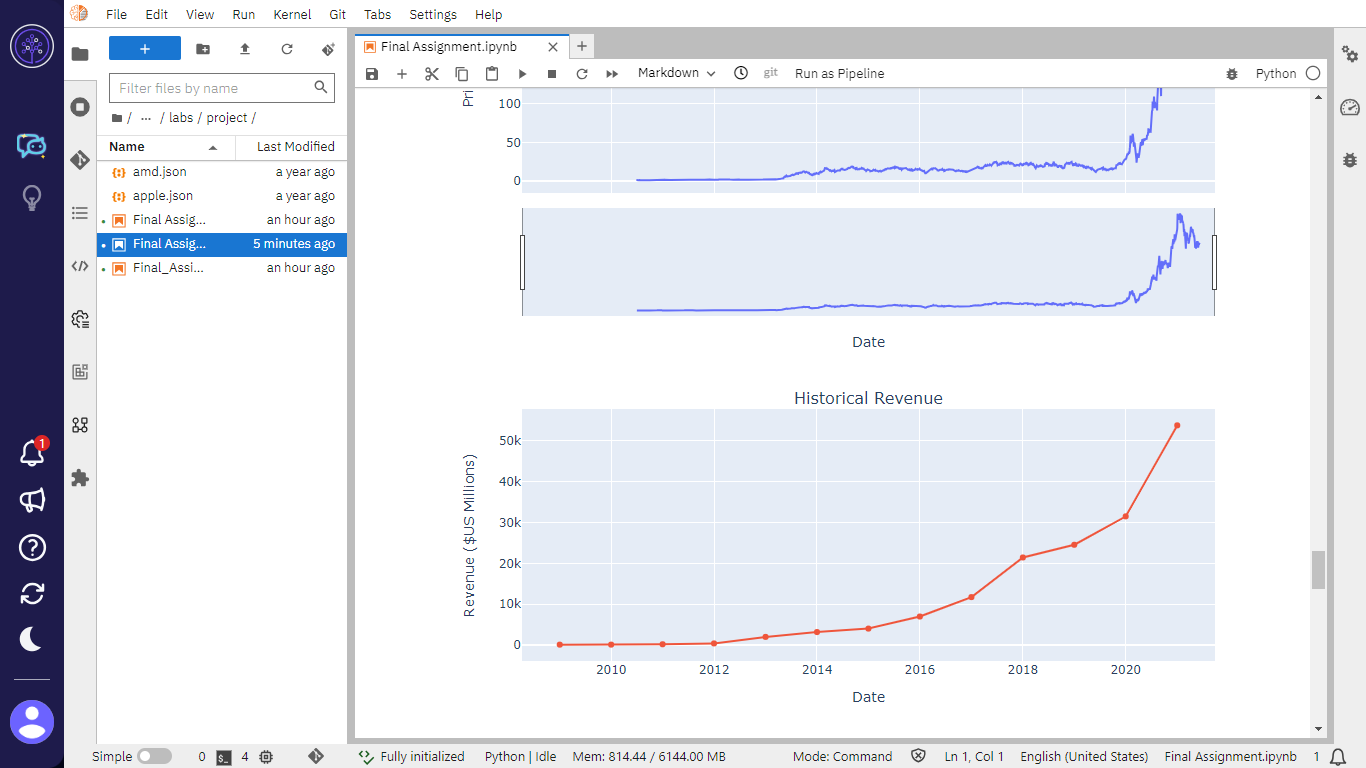 File Edit View Run Kernel Git Tabs Settings Help
Final Assignment.ipynb
Markdown git Run as Pipeline Python
Filter files by name
/ ... / labs / project /
Name Last Modified
amd.json a year ago
apple.json a year ago
Final Assig... an hour ago
Final Assig... 5 minutes ago
Final_Assi... an hour ago
1
Pri
100
50
0
Date
Historical Revenue
Revenue ($US Millions)
50k
40k
30k
20k
10k
0
2010 2012 2014 2016 2018 2020
Date
Simple 0 4 Fully initialized Python | Idle Mem: 814.44 / 6144.00 MB Mode: Command Ln 1, Col 1 English (United States) Final Assignment.ipynb 1